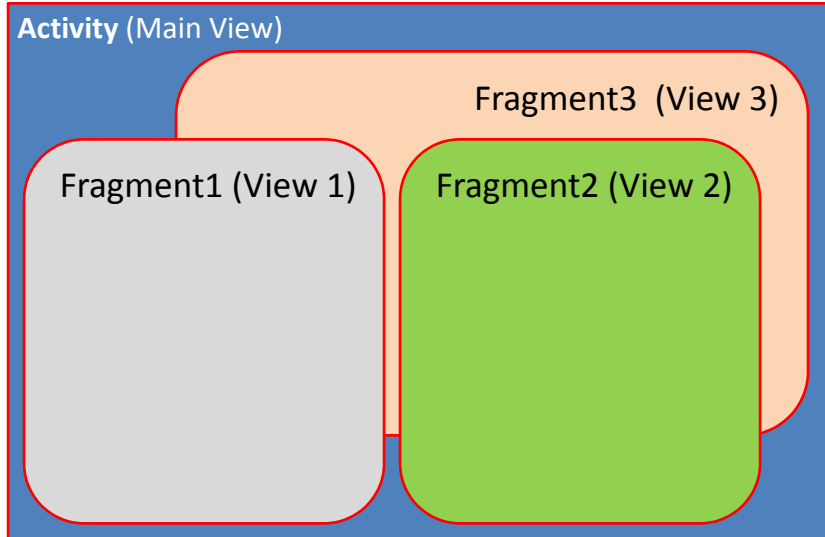 Activity (Main View)
Fragment3  (View 3)
Fragment1 (View 1)
Fragment2 (View 2)